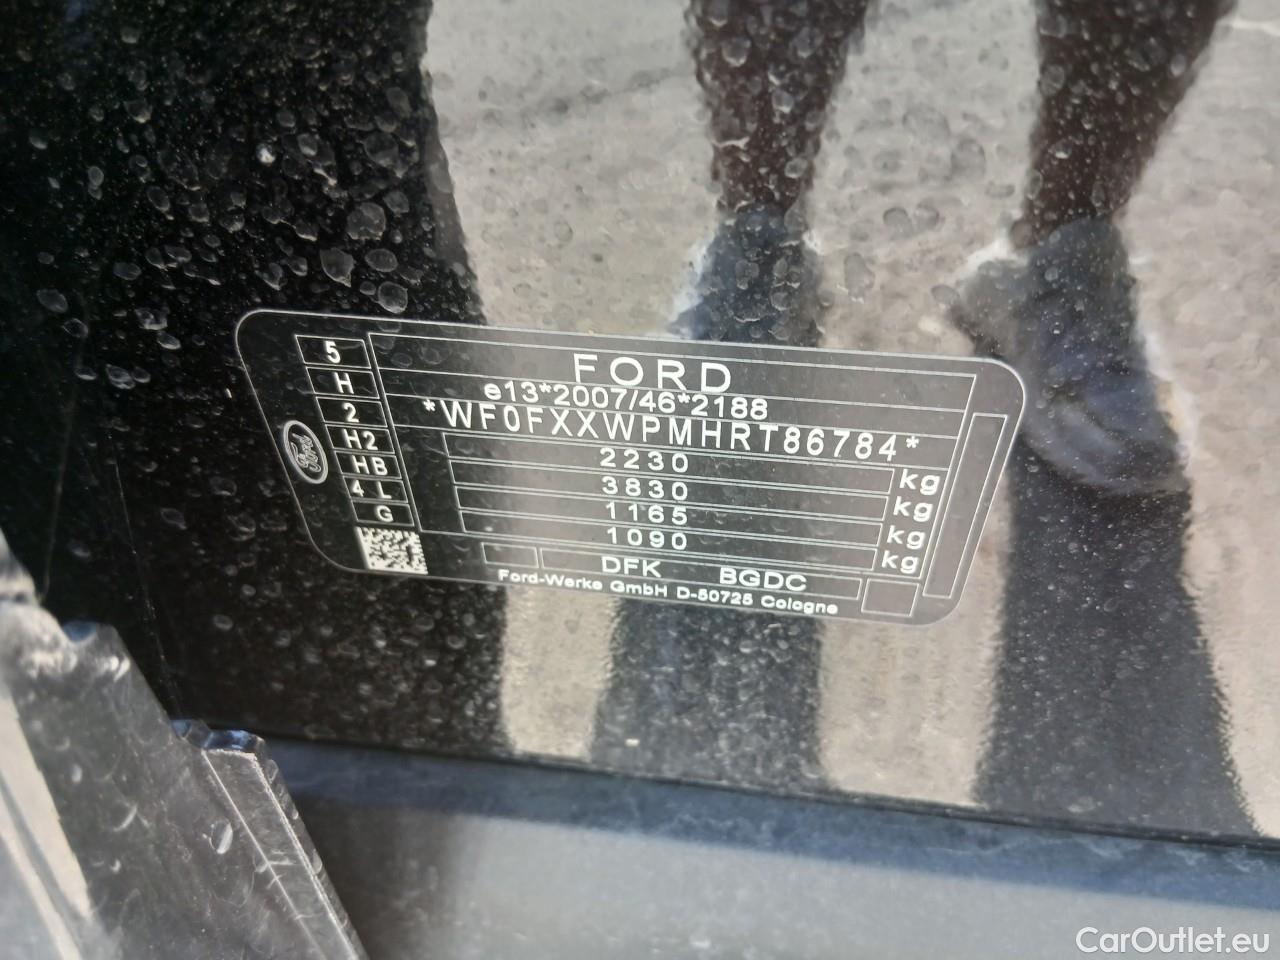 FORD
e13*2007/46*2188
*WF0FXXWPMHRT86784*
2230 kg
3830 kg
1165 kg
1090 kg
DFK BGDC
Ford-Werke GmbH D-50725 Cologne
5
H
2
H2
HB
4 L
G
Ford
CarOutlet.eu